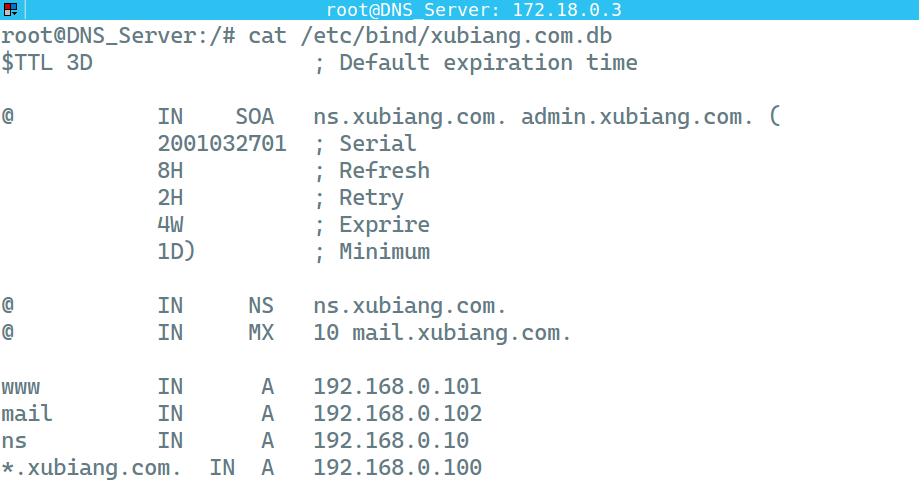 root@DNS_Server: 172.18.0.3
root@DNS_Server:/# cat /etc/bind/xubiang.com.db
$TTL 3D ; Default expiration time
@ IN SOA ns.xubiang.com. admin.xubiang.com. (
2001032701 ; Serial
8H ; Refresh
2H ; Retry
4W ; Exprire
1D) ; Minimum
@ IN NS ns.xubiang.com.
@ IN MX 10 mail.xubiang.com.
www IN A 192.168.0.101
mail IN A 192.168.0.102
ns IN A 192.168.0.10
*.xubiang.com. IN A 192.168.0.100